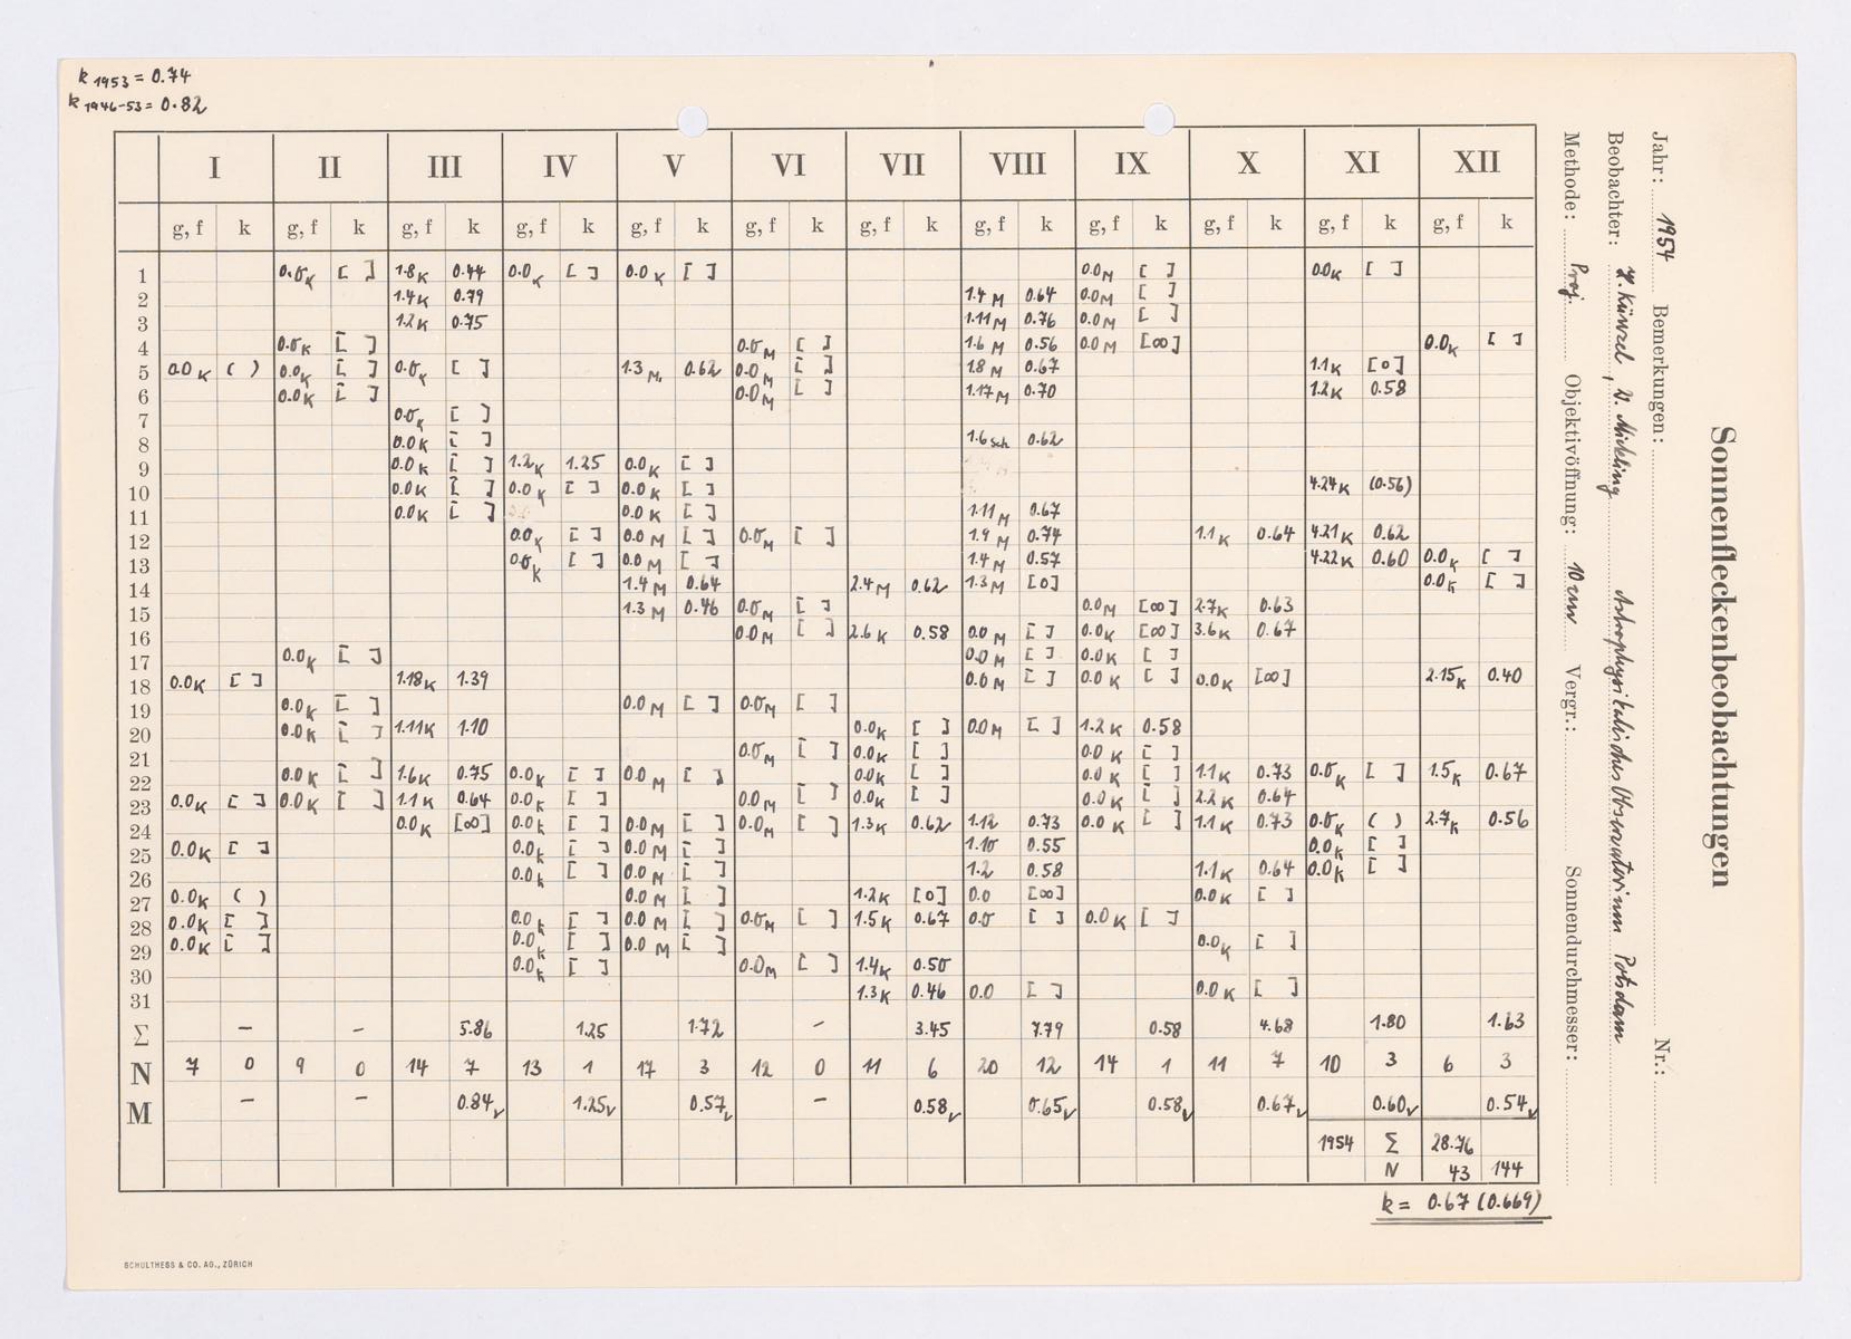 k 1953 = 0.74
k 1946-53 = 0.82
Sonnenfleckenbeobachtungen
Jahr: 1954 Bemerkungen: Nr.:
Beobachter: H. Künzel, Astrophysikalisches Observatorium Potsdam
Methode: Proj. Objektivöffnung: 10 cm Vergr.: Sonnendurchmesser:
I II III IV V VI VII VIII IX X XI XII
g, f k g, f k g, f k g, f k g, f k g, f k g, f k g, f k g, f k g, f k g, f k g, f k
1 0.0K [ ] 1.8K 0.44 0.0K [ ] 0.0K [ ] 0.0M [ ] 0.0K [ ]
2 1.4K 0.79 1.4M 0.64 0.0M [ ]
3 1.2K 0.75 1.11M 0.76 0.0M [ ]
4 0.0K [ ] 0.0M [ ] 1.6M 0.56 0.0M [∞] 0.0K [ ]
5 0.0K ( ) 0.0K [ ] 0.0K [ ] 1.3M 0.62 0.0M [ ] 1.8M 0.67 1.1K [0]
6 0.0K [ ] 0.0M [ ] 1.17M 0.70 1.2K 0.58
7 0.0K [ ]
8 0.0K [ ] 1.6Sch 0.62
9 0.0K [ ] 1.2K 1.25 0.0K [ ]
10 0.0K [ ] 0.0K [ ] 0.0K [ ] 4.24K (0.56)
11 0.0K [ ] 0.0K [ ] 1.11M 0.67
12 0.0K [ ] 0.0M [ ] 0.0M [ ] 1.9M 0.74 1.1K 0.64 4.21K 0.62
13 0.0K [ ] 0.0M [ ] 1.4M 0.57 4.22K 0.60 0.0K [ ]
14 1.4M 0.64 2.4M 0.62 1.3M [0] 0.0K [ ]
15 1.3M 0.46 0.0M [ ] 0.0M [∞] 2.7K 0.63
16 0.0M [ ] 2.6K 0.58 0.0M [ ] 0.0K [∞] 3.6K 0.67
17 0.0K [ ] 0.0M [ ] 0.0K [ ]
18 0.0K [ ] 1.18K 1.39 0.0M [ ] 0.0K [ ] 0.0K [∞] 2.15K 0.40
19 0.0K [ ] 0.0M [ ] 0.0M [ ]
20 0.0K [ ] 1.11K 1.10 0.0K [ ] 0.0M [ ] 1.2K 0.58
21 0.0M [ ] 0.0K [ ] 0.0K [ ]
22 0.0K [ ] 1.6K 0.75 0.0K [ ] 0.0M [ ] 0.0K [ ] 0.0K [ ] 1.1K 0.73 0.0K [ ] 1.5K 0.67
23 0.0K [ ] 0.0K [ ] 1.1K 0.64 0.0K [ ] 0.0M [ ] 0.0K [ ] 0.0K [ ] 2.2K 0.64
24 0.0K [∞] 0.0K [ ] 0.0M [ ] 0.0M [ ] 1.3K 0.62 1.12 0.73 0.0K [ ] 1.1K 0.73 0.0K ( ) 2.7K 0.56
25 0.0K [ ] 0.0K [ ] 0.0M [ ] 1.10 0.55 0.0K [ ]
26 0.0K [ ] 0.0M [ ] 1.2 0.58 1.1K 0.64 0.0K [ ]
27 0.0K ( ) 0.0M [ ] 1.2K [0] 0.0 [∞] 0.0K [ ]
28 0.0K [ ] 0.0K [ ] 0.0M [ ] 0.0M [ ] 1.5K 0.67 0.0 [ ] 0.0K [ ]
29 0.0K [ ] 0.0K [ ] 0.0M [ ] 0.0K [ ]
30 0.0K [ ] 0.0M [ ] 1.4K 0.50
31 1.3K 0.46 0.0 [ ] 0.0K [ ]
Σ – – 5.86 1.25 1.72 – 3.45 7.79 0.58 4.68 1.80 1.63
N 7 0 9 0 14 7 13 1 17 3 12 0 11 6 20 12 14 1 11 7 10 3 6 3
M – – 0.84 1.25 0.57 – 0.58 0.65 0.58 0.67 0.60 0.54
1954 Σ 28.76
N 43 144
k = 0.67 (0.669)
SCHULTHESS & CO. AG., ZÜRICH